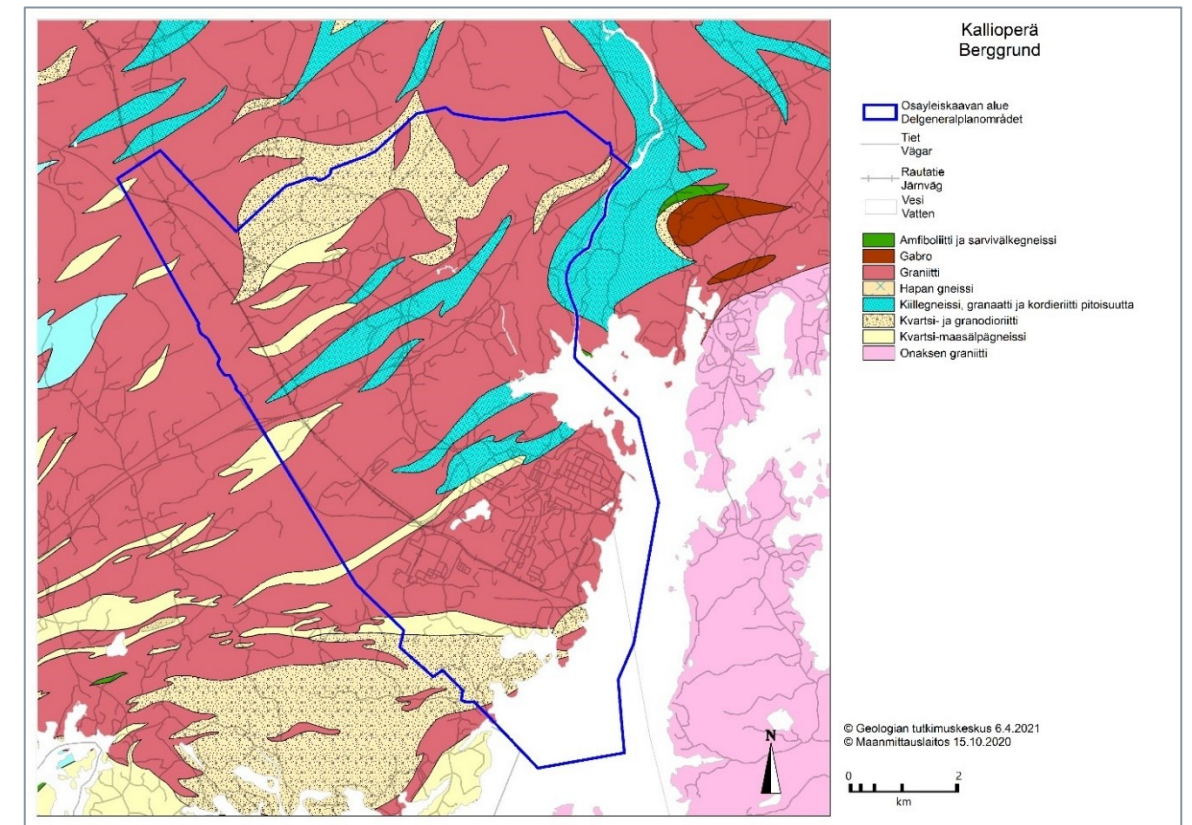 Kallioperä
Berggrund
Osayleiskaavan alue
Delgeneralplanområdet
Tiet
Vägar
Rautatie
Järnväg
Vesi
Vatten
Amfiboliitti ja sarvivälkegneissi
Gabro
Graniitti
Hapan gneissi
Kiillegneissi, granaatti ja kordieriitti pitoisuutta
Kvartsi- ja granodioriitti
Kvartsi-maasälpägneissi
Onaksen graniitti
© Geologian tutkimuskeskus 6.4.2021
© Maanmittauslaitos 15.10.2020
N
0 2
km